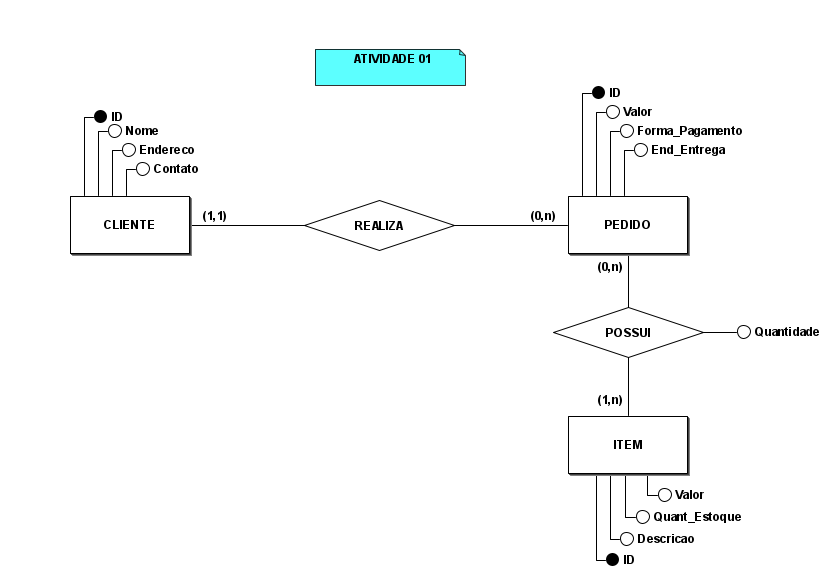 ATIVIDADE 01
ID
Nome
Endereco
Contato
CLIENTE
(1,1)
REALIZA
(0,n)
ID
Valor
Forma_Pagamento
End_Entrega
PEDIDO
(0,n)
POSSUI
Quantidade
(1,n)
ITEM
Valor
Quant_Estoque
Descricao
ID